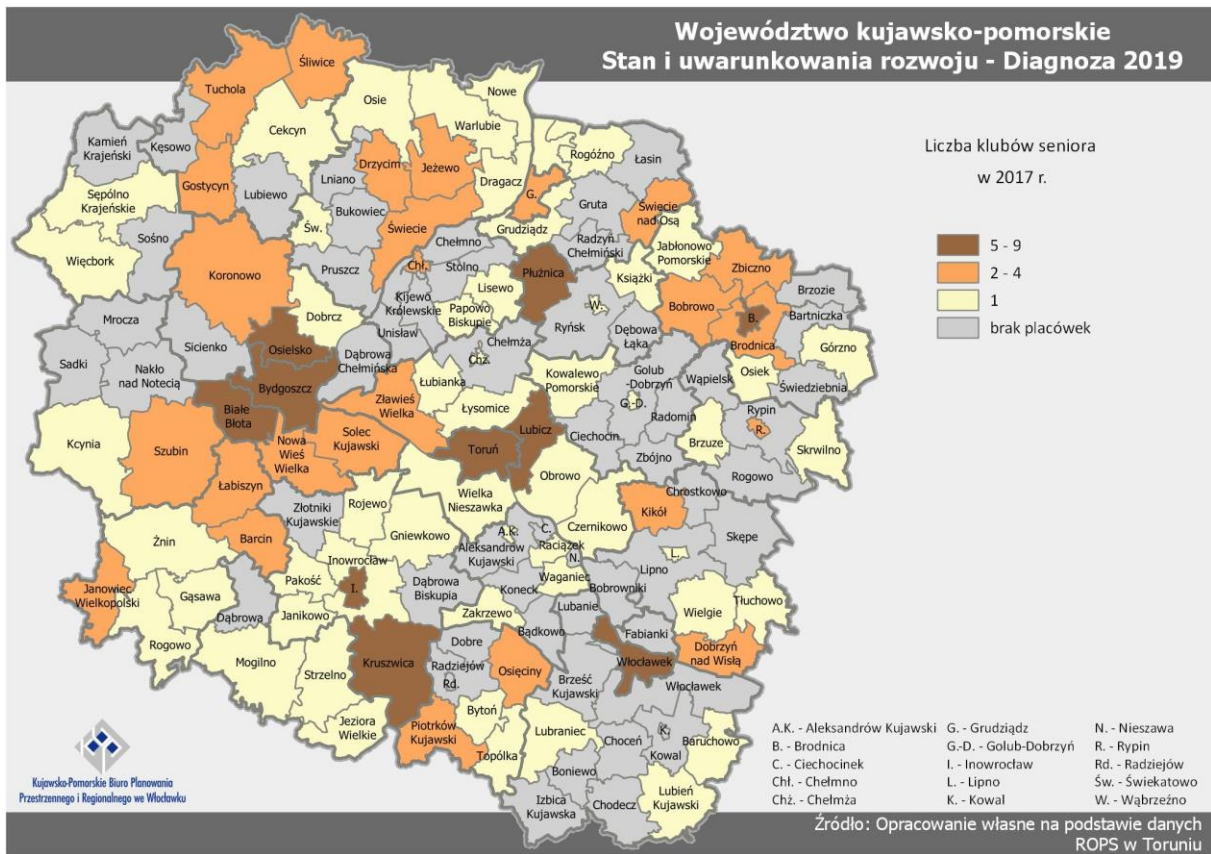 Województwo kujawsko-pomorskie
Stan i uwarunkowania rozwoju - Diagnoza 2019
Liczba klubów seniora
w 2017 r.
5 - 9
2 - 4
1
brak placówek
Śliwice
Tuchola
Osie
Nowe
Warlubie
Cekcyn
Kamień
Krajeński
Kęsowo
Rogóźno
Łasin
Drzycim
Jeżewo
Lniano
Dragacz
G.
Gostycyn
Lubiewo
Sępólno
Krajeńskie
Bukowiec
Gruta
Święcie
nad Osą
Św.
Świecie
Grudziądz
Sośno
Chełmno
Radzyń
Chełmiński
Jabłonowo
Pomorskie
Więcbork
Koronowo
Pruszcz
Chł.
Stolno
Płużnica
Zbiczno
Książki
Lisewo
Bobrowo
Brzozie
Kijewo
Królewskie
Papowo
Biskupie
W.
B.
Bartniczka
Dobrcz
Mrocza
Unisław
Ryńsk
Dębowa
Łąka
Brodnica
Sicienko
Osielsko
Chełmża
Górzno
Sadki
Nakło
nad Notecią
Dąbrowa
Chełmińska
Chż.
Golub
-Dobrzyń
Wąpielsk
Osiek
Świedziebnia
Łubianka
Kowalewo
Pomorskie
Bydgoszcz
Białe
Błota
Zławieś
Wielka
Łysomice
G.-D.
Radomin
Rypin
R.
Kcynia
Szubin
Nowa
Wieś
Wielka
Solec
Kujawski
Toruń
Lubicz
Ciechocin
Brzuze
Skrwilno
Zbójno
Rogowo
Łabiszyn
Obrowo
Wielka
Nieszawka
Chrostkowo
Złotniki
Kujawskie
Rojewo
Kikół
Czernikowo
Gniewkowo
Skępe
Żnin
Barcin
A.K.
C.
Raciążek
Aleksandrów
Kujawski
N.
L.
Inowrocław
Lipno
Janowiec
Wielkopolski
Gąsawa
Pakość
I.
Dąbrowa
Biskupia
Waganiec
Koneck
Bobrowniki
Tłuchowo
Wielgie
Dąbrowa
Janikowo
Zakrzewo
Lubanie
Rogowo
Bądkowo
Fabianki
Dobre
Dobrzyń
nad Wisłą
Mogilno
Strzelno
Kruszwica
Radziejów
Osięciny
Włocławek
Rd.
Brześć
Kujawski
Włocławek
Jeziora
Wielkie
Piotrków
Kujawski
Bytoń
Lubraniec
Choceń
K.
Baruchowo
Topólka
Kowal
Boniewo
Izbica
Kujawska
Chodecz
Lubień
Kujawski
A.K. - Aleksandrów Kujawski
B. - Brodnica
C. - Ciechocinek
Chł. - Chełmno
Chż. - Chełmża
G. - Grudziądz
G.-D. - Golub-Dobrzyń
I. - Inowrocław
L. - Lipno
K. - Kowal
N. - Nieszawa
R. - Rypin
Rd. - Radziejów
Św. - Świekatowo
W. - Wąbrzeźno
Kujawsko-Pomorskie Biuro Planowania
Przestrzennego i Regionalnego we Włocławku
Źródło: Opracowanie własne na podstawie danych
ROPS w Toruniu